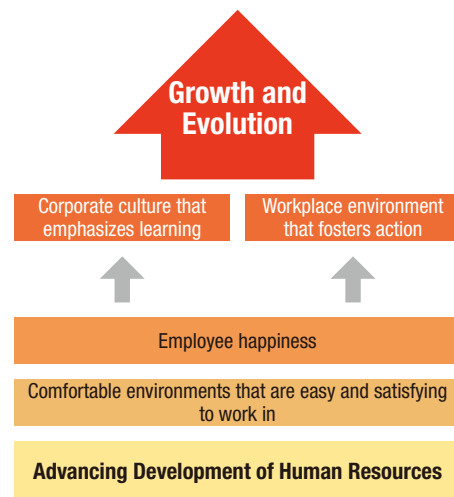 Growth and
Evolution
Corporate culture that
emphasizes learning
Workplace environment
that fosters action
Employee happiness
Comfortable environments that are easy and satisfying
to work in
Advancing Development of Human Resources